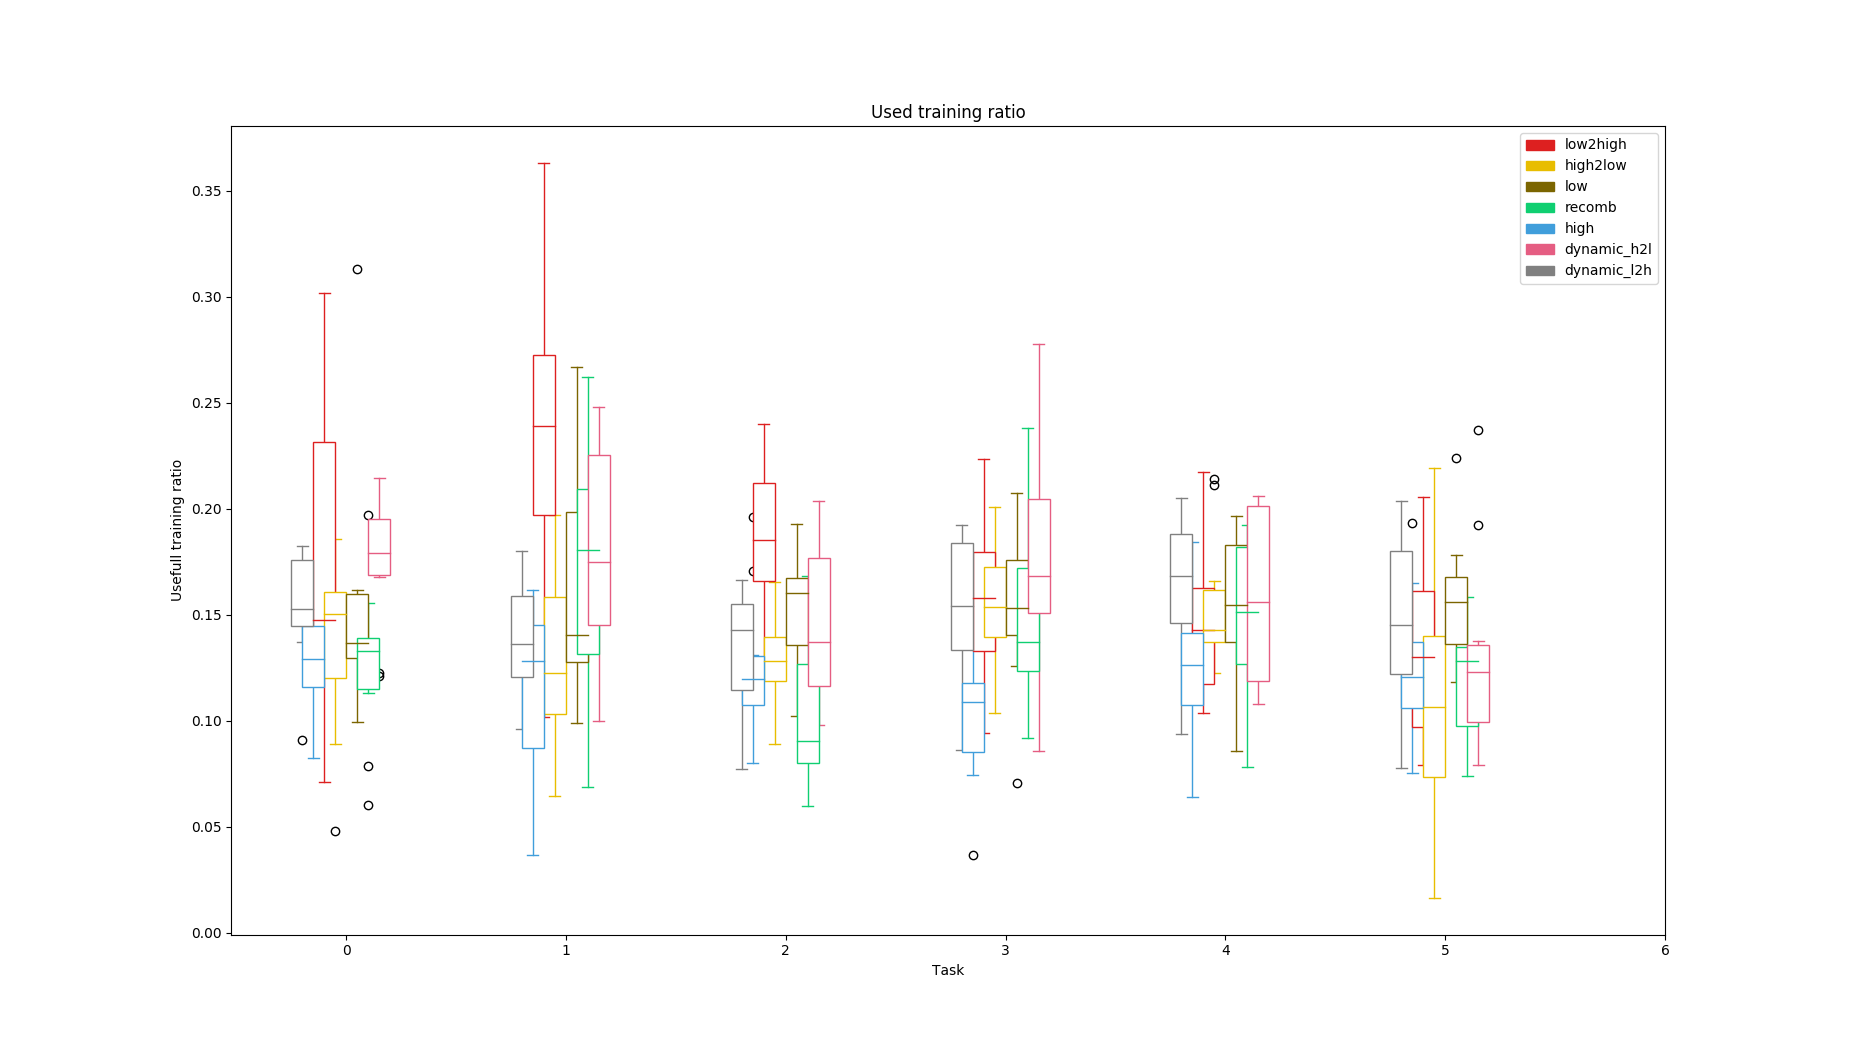 Used training ratio
low2high
high2low
low
recomb
high
dynamic_h2l
dynamic_l2h
Usefull training ratio
0.35
0.30
0.25
0.20
0.15
0.10
0.05
0.00
0 1 2 3 4 5 6
Task